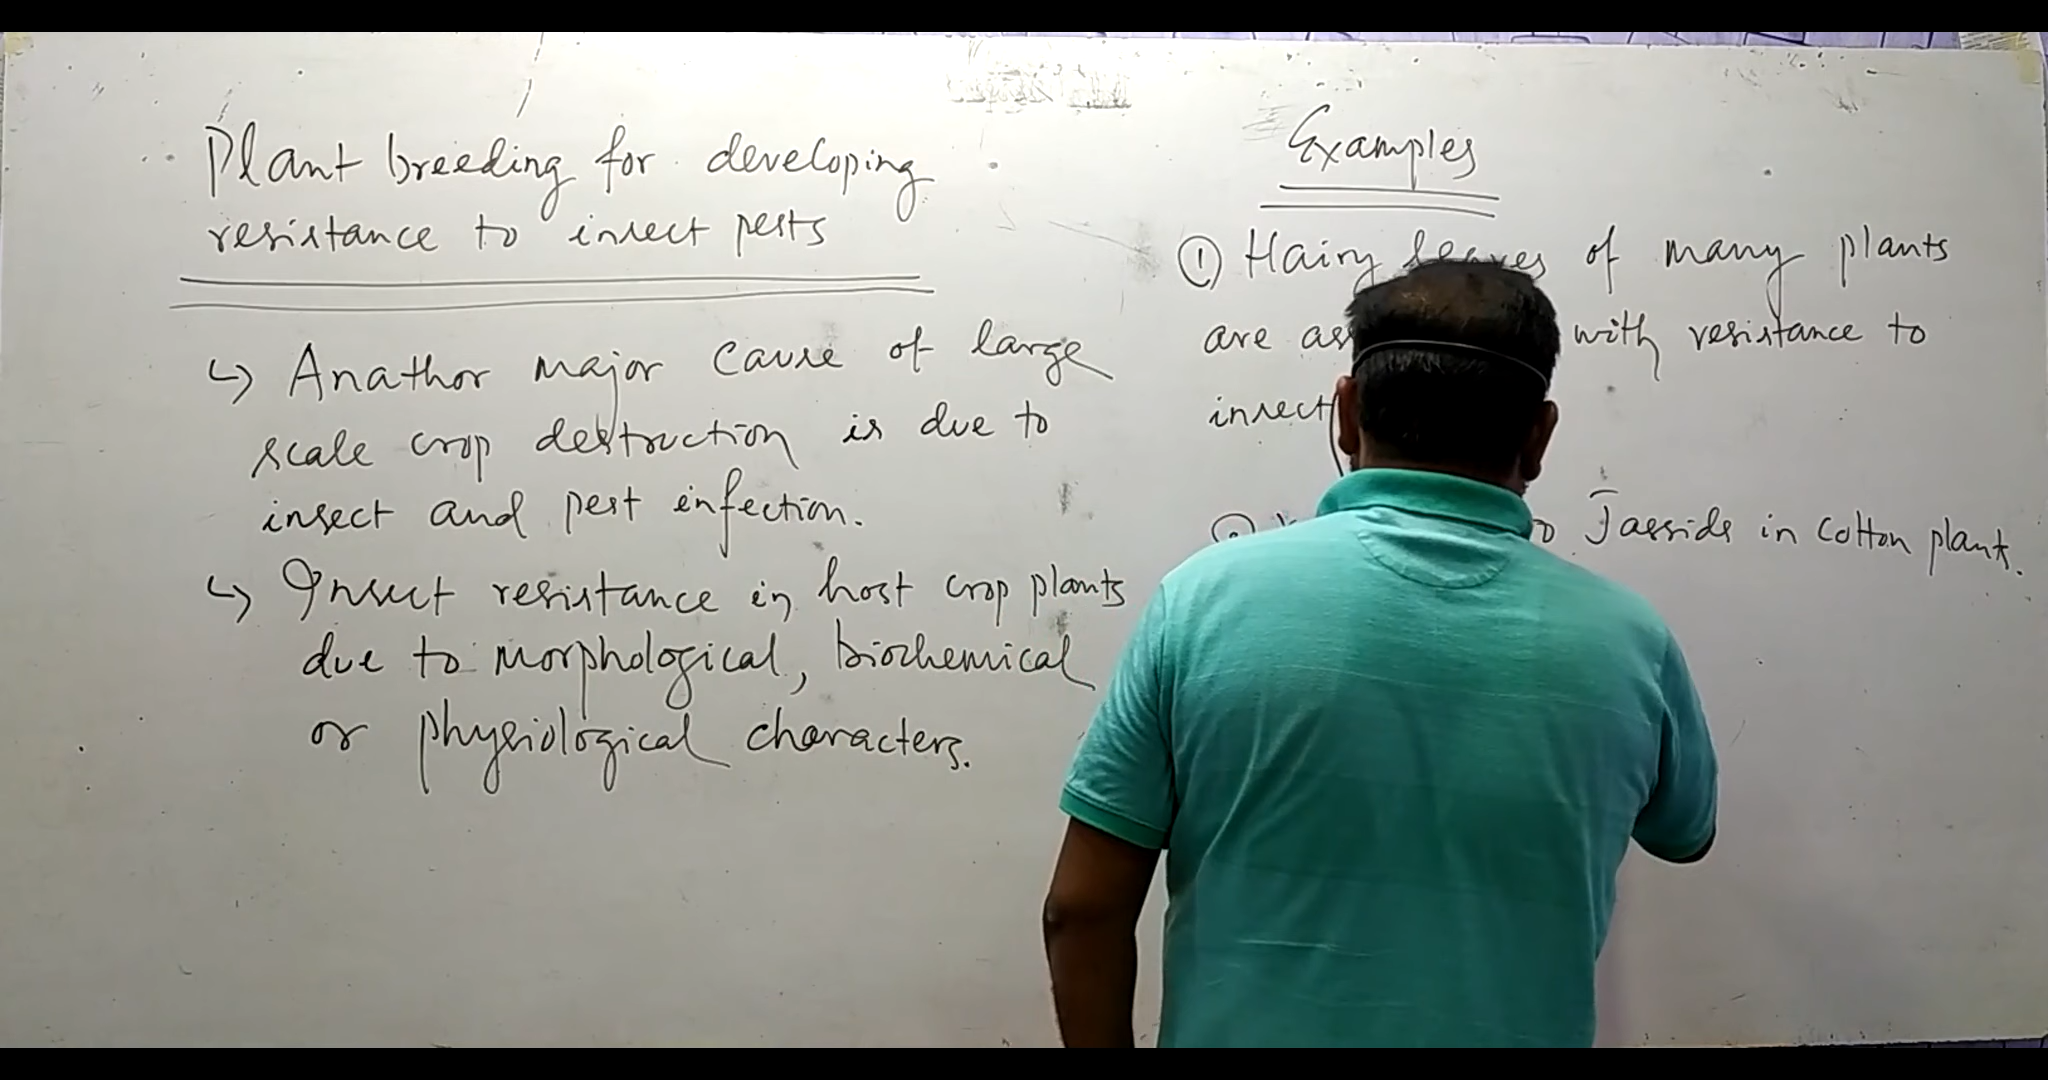 Plant breeding for developing
resistance to insect pests
↳ Anathor major cause of large
scale crop destruction is due to
insect and pest infection.
↳ Insect resistance in host crop plants
due to morphological, biochemical
or physiological characters.
Examples
① Hairy leaves of many plants
are with resistance to
insect
Jassids in Cotton plant.